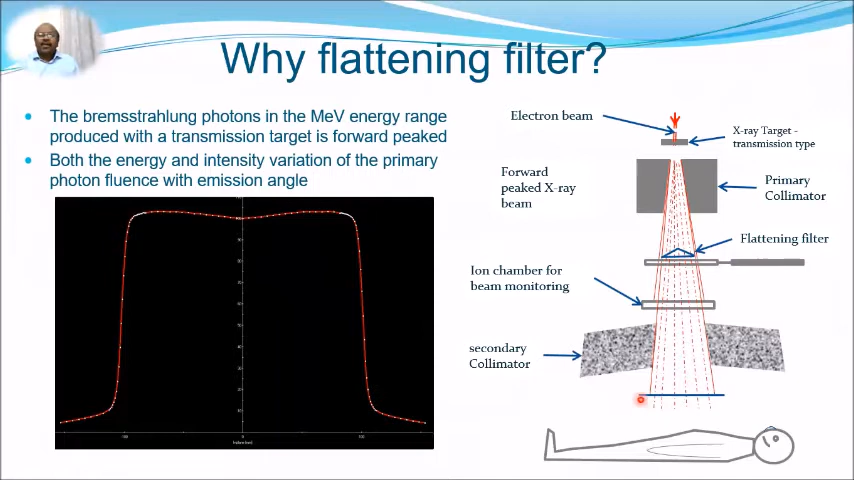 Why flattening filter?
The bremsstrahlung photons in the MeV energy range
produced with a transmission target is forward peaked
Both the energy and intensity variation of the primary
photon fluence with emission angle
Electron beam
X-ray Target -
transmission type
Forward
peaked X-ray
beam
Primary
Collimator
Flattening filter
Ion chamber for
beam monitoring
secondary
Collimator